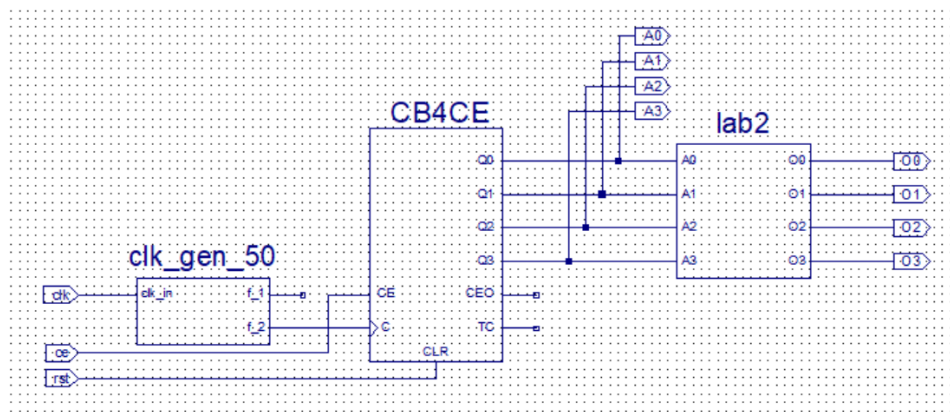 A0
A1
A2
A3
CB4CE
lab2
Q0
A0
O0
O0
Q1
A1
O1
O1
Q2
A2
O2
O2
clk_gen_50
Q3
A3
O3
O3
clk
clk_in
f_1
CE
CEO
f_2
C
TC
ce
CLR
rst